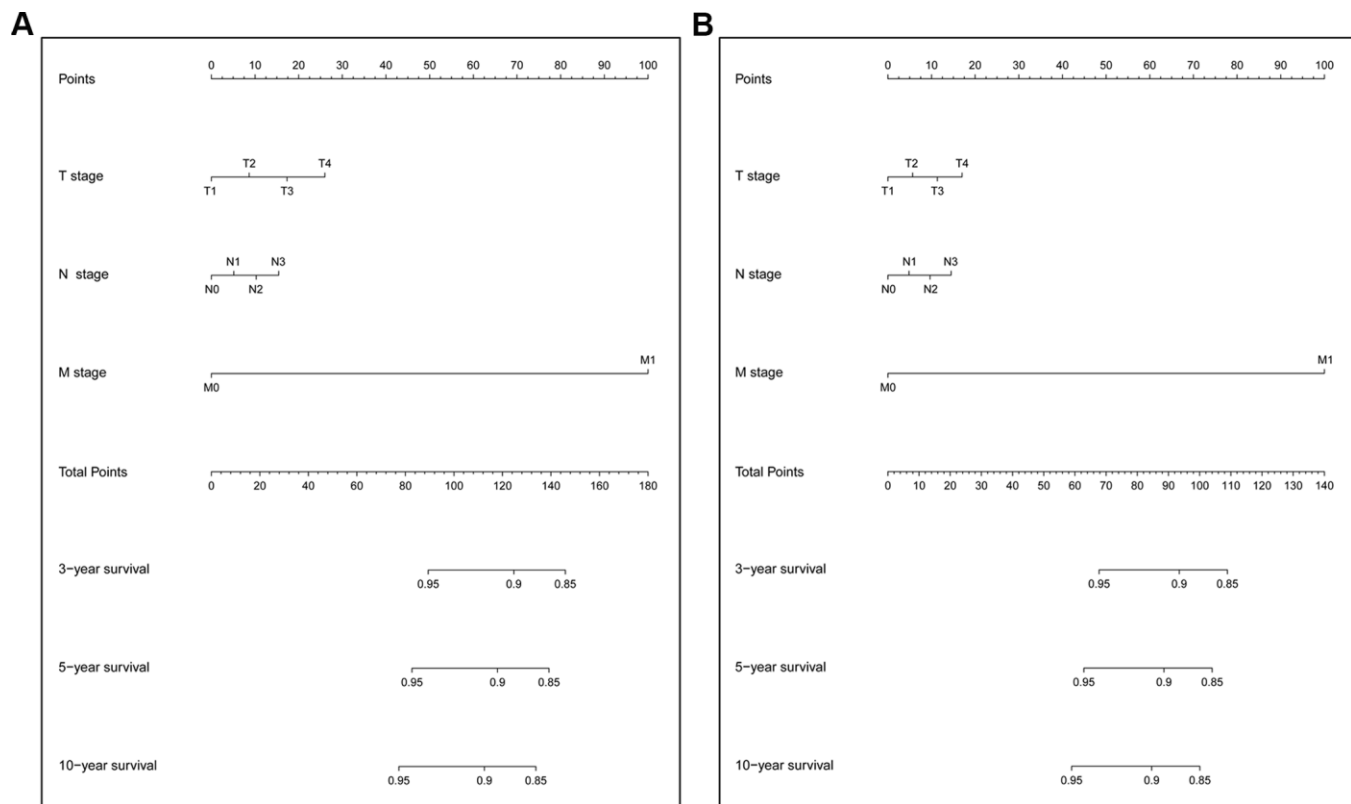 A
Points 0 10 20 30 40 50 60 70 80 90 100
T2 T4
T stage
T1 T3
N1 N3
N stage
N0 N2
M1
M stage
M0
Total Points
0 20 40 60 80 100 120 140 160 180
3−year survival
0.95 0.9 0.85
5−year survival
0.95 0.9 0.85
10−year survival
0.95 0.9 0.85
B
Points 0 10 20 30 40 50 60 70 80 90 100
T2 T4
T stage
T1 T3
N1 N3
N stage
N0 N2
M1
M stage
M0
Total Points
0 10 20 30 40 50 60 70 80 90 100 110 120 130 140
3−year survival
0.95 0.9 0.85
5−year survival
0.95 0.9 0.85
10−year survival
0.95 0.9 0.85